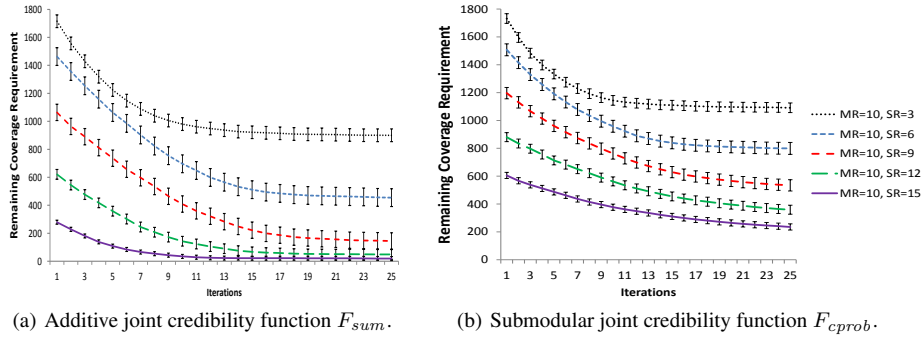 1800
1600
1400
1200
1000
800
600
400
200
0
Remaining Coverage Requirement
1 3 5 7 9 11 13 15 17 19 21 23 25
Iterations
(a) Additive joint credibility function F_sum.
1800
1600
1400
1200
1000
800
600
400
200
0
Remaining Coverage Requirement
1 3 5 7 9 11 13 15 17 19 21 23 25
Iterations
MR=10, SR=3
MR=10, SR=6
MR=10, SR=9
MR=10, SR=12
MR=10, SR=15
(b) Submodular joint credibility function F_cprob.